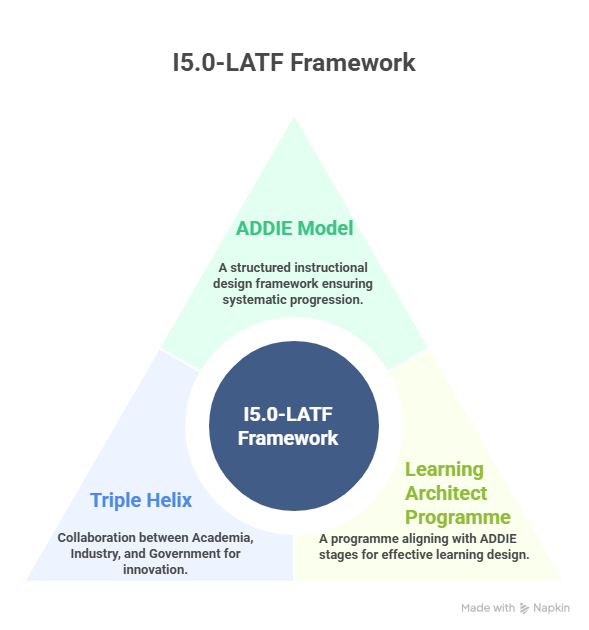 I5.0-LATF Framework
ADDIE Model
A structured instructional
design framework ensuring
systematic progression.
I5.0-LATF
Framework
Triple Helix
Collaboration between Academia,
Industry, and Government for
innovation.
Learning
Architect
Programme
A programme aligning with ADDIE
stages for effective learning design.
Made with Napkin